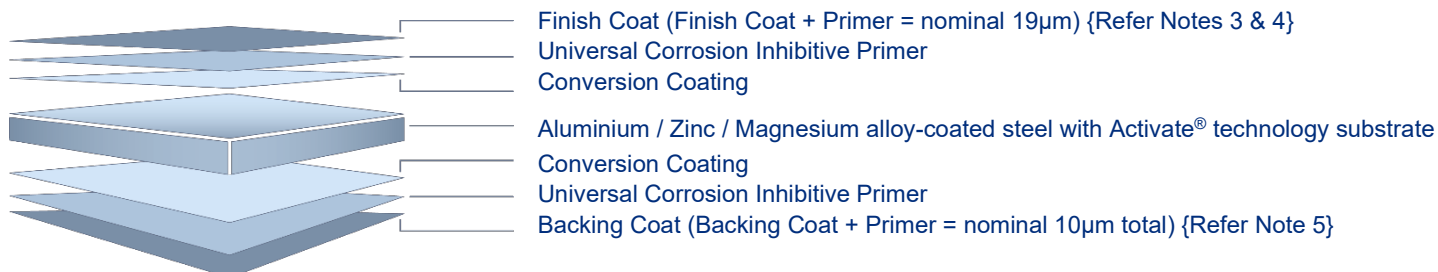 Finish Coat (Finish Coat + Primer = nominal 19µm) {Refer Notes 3 & 4}
Universal Corrosion Inhibitive Primer
Conversion Coating
Aluminium / Zinc / Magnesium alloy-coated steel with Activate® technology substrate
Conversion Coating
Universal Corrosion Inhibitive Primer
Backing Coat (Backing Coat + Primer = nominal 10µm total) {Refer Note 5}